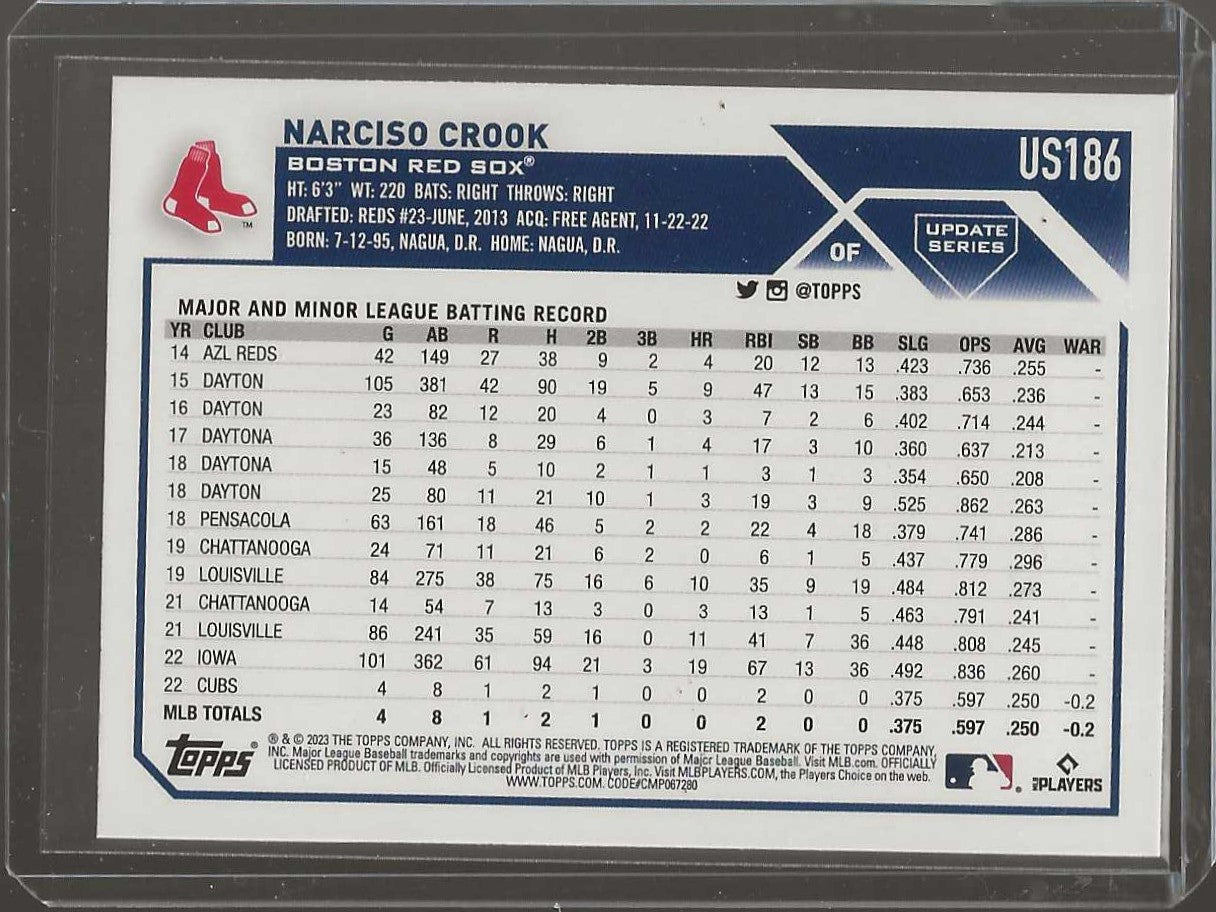 NARCISO CROOK
US186
BOSTON RED SOX®
HT: 6'3" WT: 220 BATS: RIGHT THROWS: RIGHT
DRAFTED: REDS #23-JUNE, 2013 ACQ: FREE AGENT, 11-22-22
BORN: 7-12-95, NAGUA, D.R. HOME: NAGUA, D.R.
TM
OF
UPDATE
SERIES
@TOPPS
MAJOR AND MINOR LEAGUE BATTING RECORD
YR CLUB G AB R H 2B 3B HR RBI SB BB SLG OPS AVG WAR
14 AZL REDS 42 149 27 38 9 2 4 20 12 13 .423 .736 .255 -
15 DAYTON 105 381 42 90 19 5 9 47 13 15 .383 .653 .236 -
16 DAYTON 23 82 12 20 4 0 3 7 2 6 .402 .714 .244 -
17 DAYTONA 36 136 8 29 6 1 4 17 3 10 .360 .637 .213 -
18 DAYTONA 15 48 5 10 2 1 1 3 1 3 .354 .650 .208 -
18 DAYTON 25 80 11 21 10 1 3 19 3 9 .525 .862 .263 -
18 PENSACOLA 63 161 18 46 5 2 2 22 4 18 .379 .741 .286 -
19 CHATTANOOGA 24 71 11 21 6 2 0 6 1 5 .437 .779 .296 -
19 LOUISVILLE 84 275 38 75 16 6 10 35 9 19 .484 .812 .273 -
21 CHATTANOOGA 14 54 7 13 3 0 3 13 1 5 .463 .791 .241 -
21 LOUISVILLE 86 241 35 59 16 0 11 41 7 36 .448 .808 .245 -
22 IOWA 101 362 61 94 21 3 19 67 13 36 .492 .836 .260 -
22 CUBS 4 8 1 2 1 0 0 2 0 0 .375 .597 .250 -0.2
MLB TOTALS 4 8 1 2 1 0 0 2 0 0 .375 .597 .250 -0.2
topps®
® & © 2023 THE TOPPS COMPANY, INC. ALL RIGHTS RESERVED. TOPPS IS A REGISTERED TRADEMARK OF THE TOPPS COMPANY,
INC. Major League Baseball trademarks and copyrights are used with permission of Major League Baseball. Visit MLB.com. OFFICIALLY
LICENSED PRODUCT OF MLB. Officially Licensed Product of MLB Players, Inc. Visit MLBPLAYERS.COM, the Players Choice on the web.
WWW.TOPPS.COM. CODE#CMP067280
MLB PLAYERS